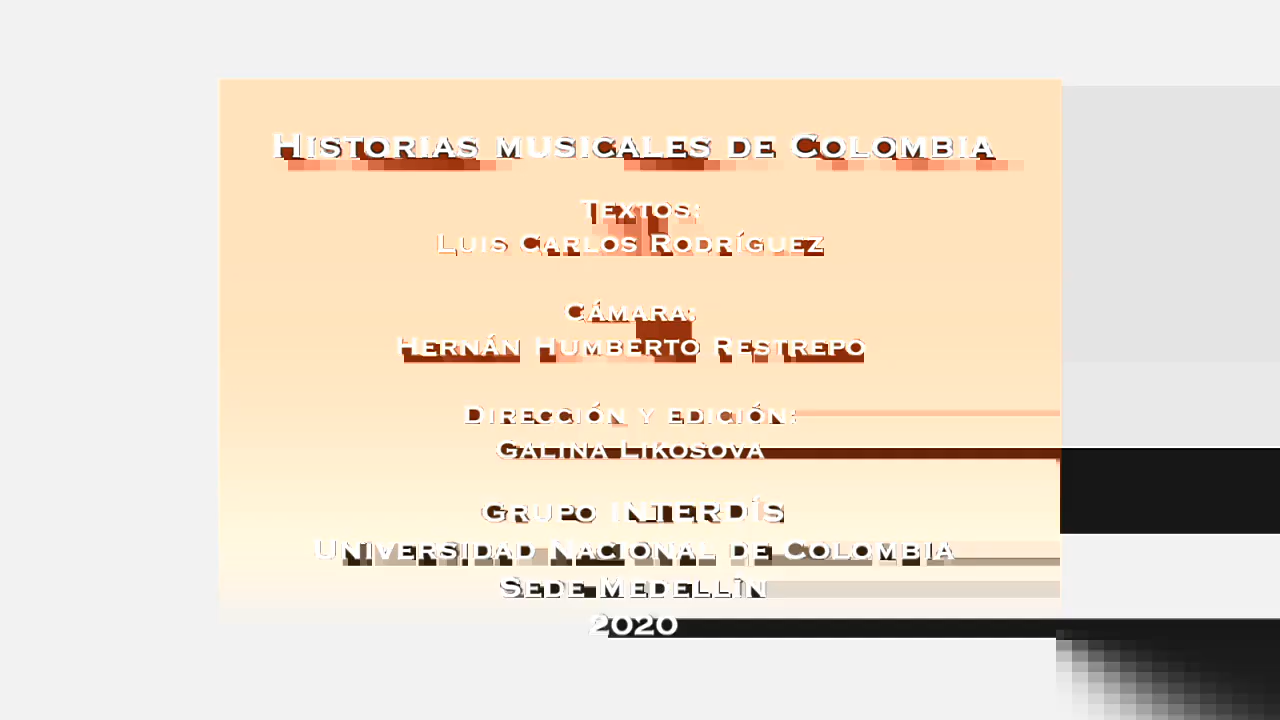 Historias musicales de Colombia
Textos:
Luis Carlos Rodríguez
Cámara:
Hernán Humberto Restrepo
Dirección y edición:
Galina Likosova
Grupo INTERDÍS
Universidad Nacional de Colombia
Sede Medellín
2020